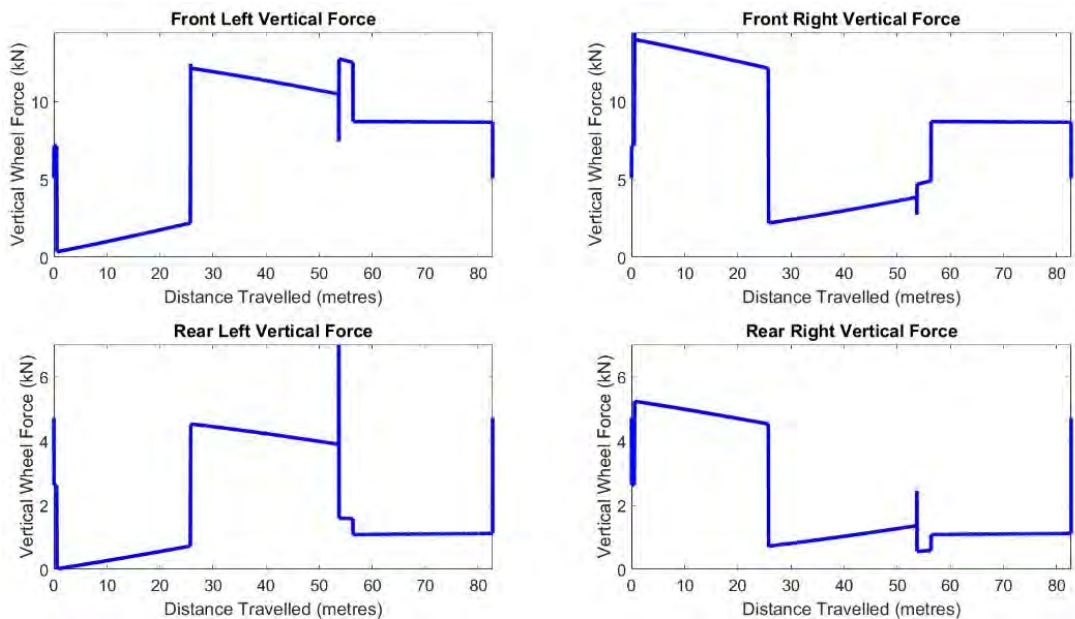 Front Left Vertical Force
Vertical Wheel Force (kN)
10
5
0
0 10 20 30 40 50 60 70 80
Distance Travelled (metres)
Front Right Vertical Force
Vertical Wheel Force (kN)
10
5
0
0 10 20 30 40 50 60 70 80
Distance Travelled (metres)
Rear Left Vertical Force
Vertical Wheel Force (kN)
6
4
2
0
0 10 20 30 40 50 60 70 80
Distance Travelled (metres)
Rear Right Vertical Force
Vertical Wheel Force (kN)
6
4
2
0
0 10 20 30 40 50 60 70 80
Distance Travelled (metres)